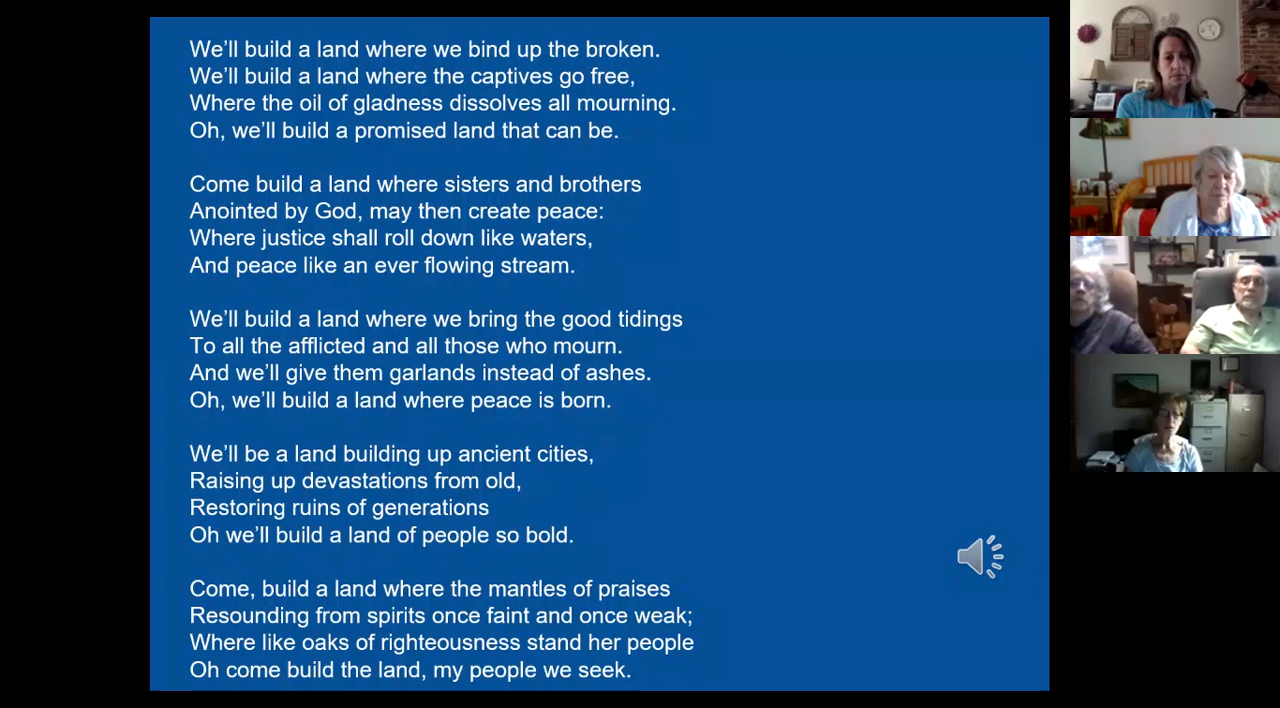 We’ll build a land where we bind up the broken.
We’ll build a land where the captives go free,
Where the oil of gladness dissolves all mourning.
Oh, we’ll build a promised land that can be.
Come build a land where sisters and brothers
Anointed by God, may then create peace:
Where justice shall roll down like waters,
And peace like an ever flowing stream.
We’ll build a land where we bring the good tidings
To all the afflicted and all those who mourn.
And we’ll give them garlands instead of ashes.
Oh, we’ll build a land where peace is born.
We’ll be a land building up ancient cities,
Raising up devastations from old,
Restoring ruins of generations
Oh we’ll build a land of people so bold.
Come, build a land where the mantles of praises
Resounding from spirits once faint and once weak;
Where like oaks of righteousness stand her people
Oh come build the land, my people we seek.